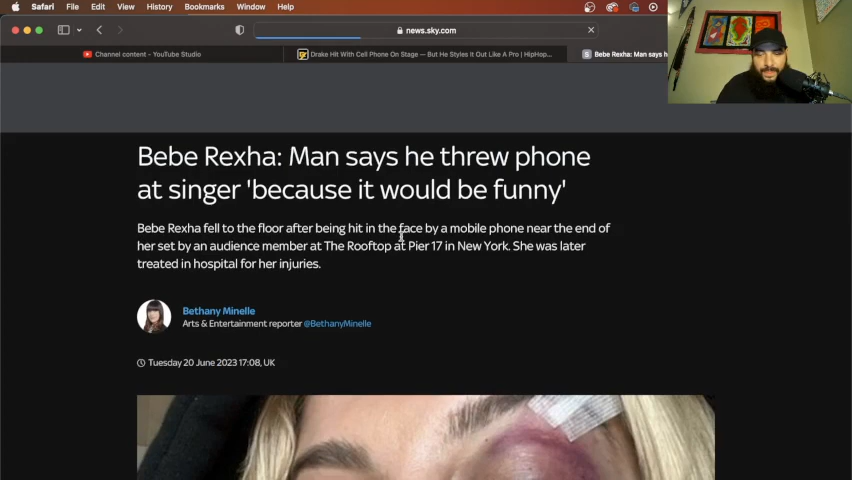 Safari File Edit View History Bookmarks Window Help
news.sky.com
Channel content - YouTube Studio
Drake Hit With Cell Phone On Stage — But He Styles It Out Like A Pro | HipHop...
S Bebe Rexha: Man says h
Bebe Rexha: Man says he threw phone
at singer 'because it would be funny'
Bebe Rexha fell to the floor after being hit in the face by a mobile phone near the end of
her set by an audience member at The Rooftop at Pier 17 in New York. She was later
treated in hospital for her injuries.
Bethany Minelle
Arts & Entertainment reporter @BethanyMinelle
Tuesday 20 June 2023 17:08, UK